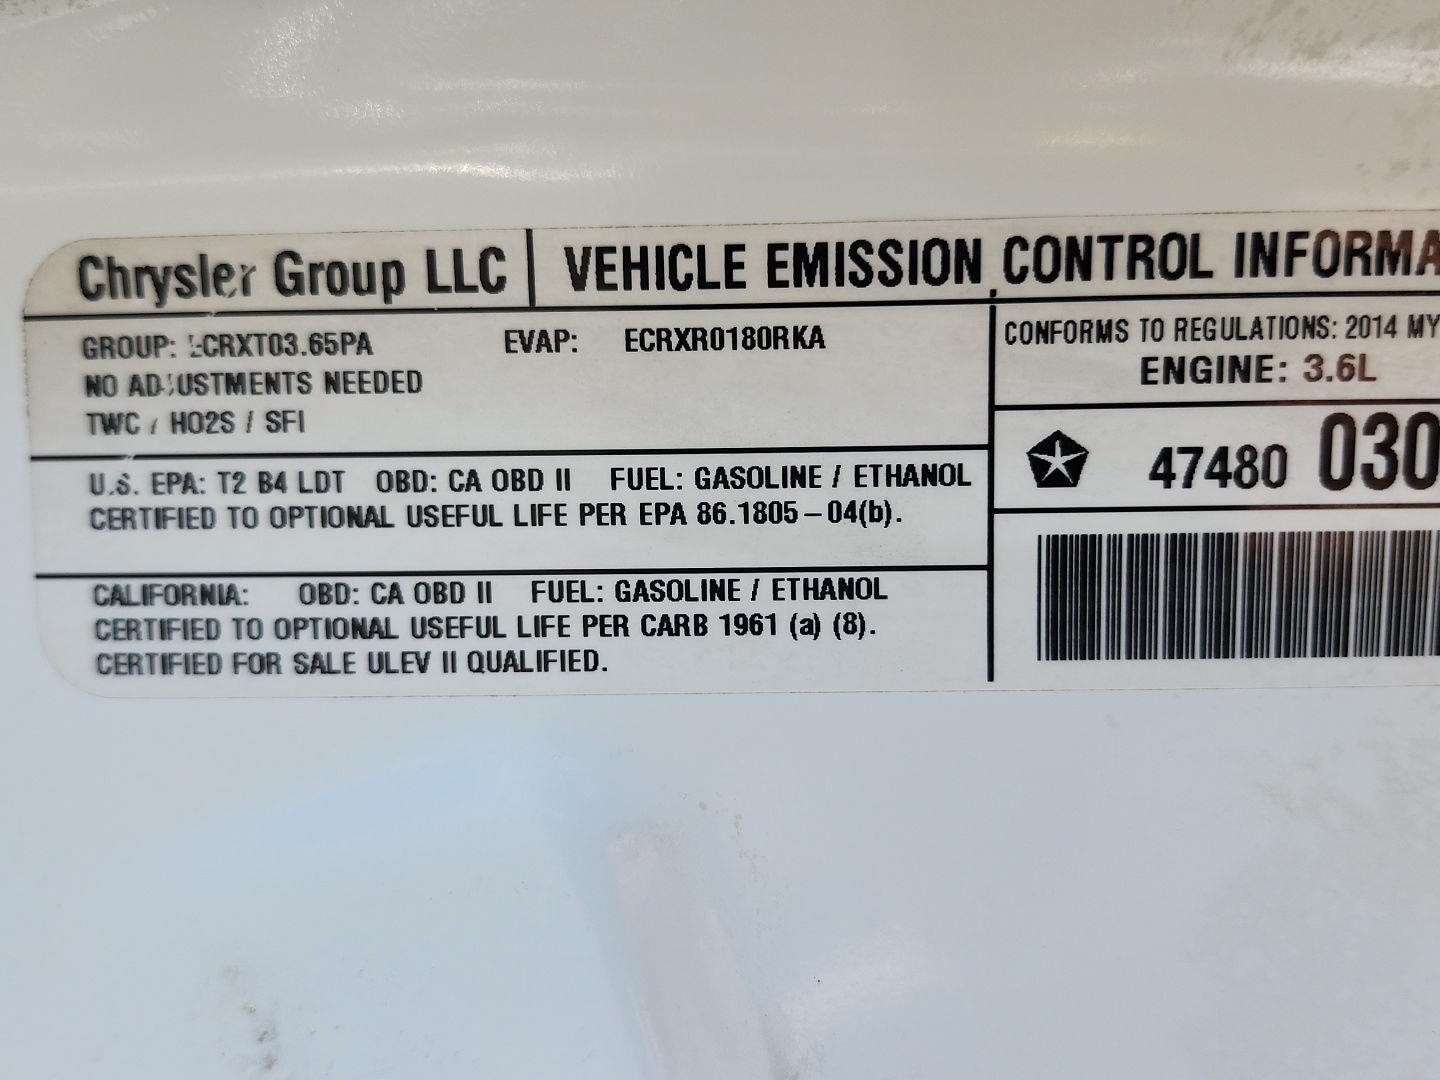 Chrysler Group LLC | VEHICLE EMISSION CONTROL INFORMA
GROUP: ECRXT03.65PA EVAP: ECRXR0180RKA
NO ADJUSTMENTS NEEDED
TWC / HO2S / SFI
CONFORMS TO REGULATIONS: 2014 MY
ENGINE: 3.6L
47480 030
U.S. EPA: T2 B4 LDT OBD: CA OBD II FUEL: GASOLINE / ETHANOL
CERTIFIED TO OPTIONAL USEFUL LIFE PER EPA 86.1805–04(b).
CALIFORNIA: OBD: CA OBD II FUEL: GASOLINE / ETHANOL
CERTIFIED TO OPTIONAL USEFUL LIFE PER CARB 1961 (a) (8).
CERTIFIED FOR SALE ULEV II QUALIFIED.